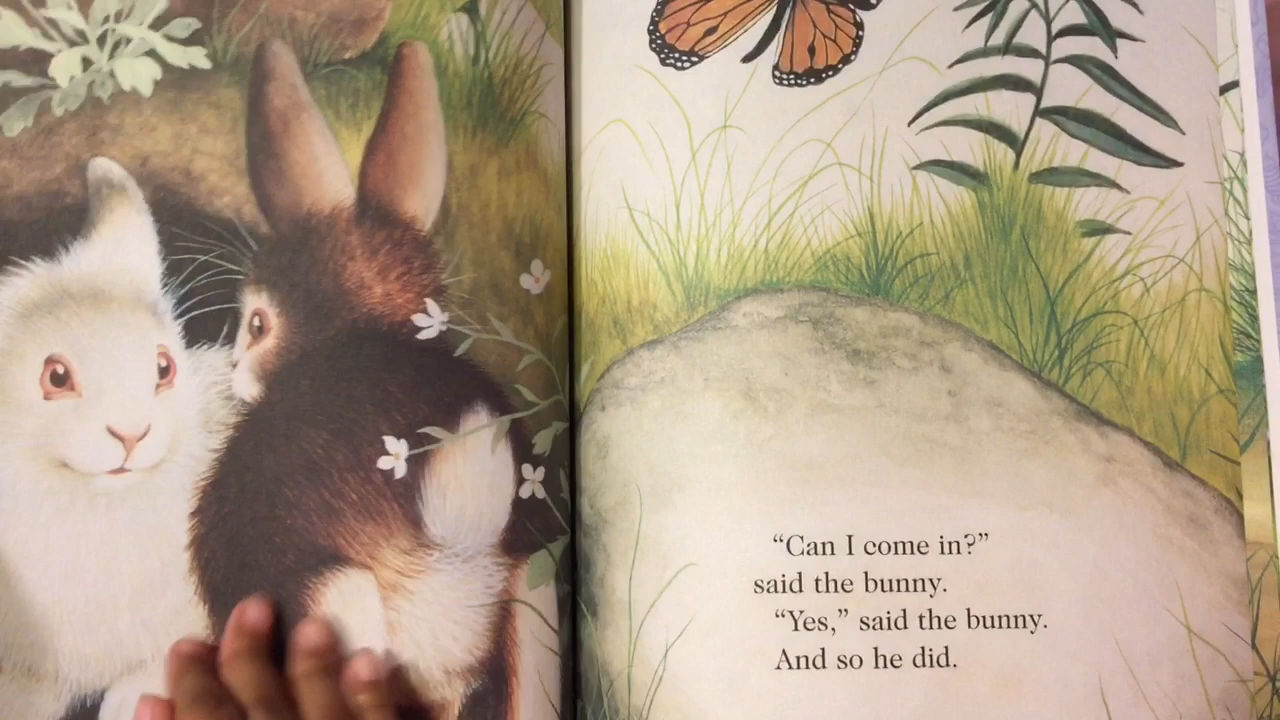 “Can I come in?”
said the bunny.
“Yes,” said the bunny.
And so he did.